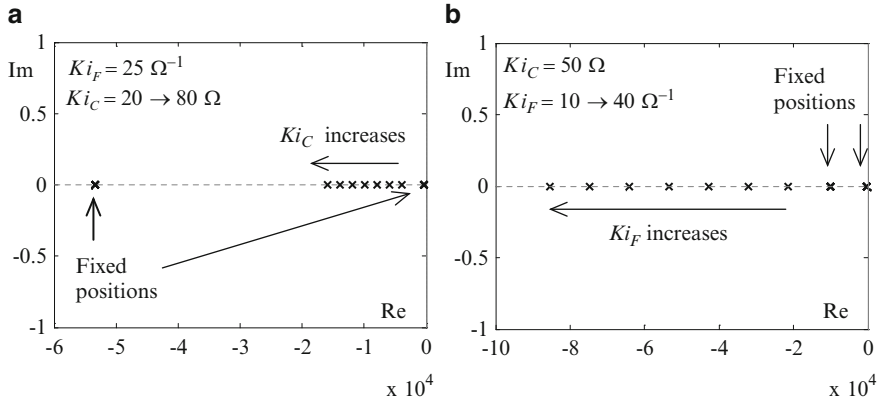 a
1
Im
0.5
0
-0.5
-1
Ki_F = 25 Ω⁻¹
Ki_C = 20 → 80 Ω
Ki_C increases
Fixed
positions
Re
-6 -5 -4 -3 -2 -1 0
x 10⁴
b
1
Im
0.5
0
-0.5
-1
Ki_C = 50 Ω
Ki_F = 10 → 40 Ω⁻¹
Fixed
positions
Ki_F increases
Re
-10 -8 -6 -4 -2 0
x 10⁴